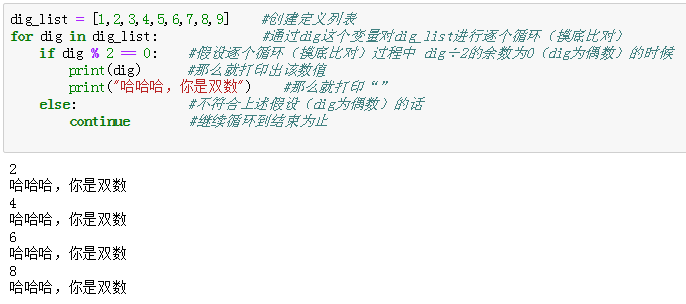 dig_list = [1,2,3,4,5,6,7,8,9]    #创建定义列表
for dig in dig_list:              #通过dig这个变量对dig_list进行逐个循环（摸底比对）
    if dig % 2 == 0:    #假设逐个循环（摸底比对）过程中 dig÷2的余数为0（dig为偶数）的时候
        print(dig)      #那么就打印出该数值
        print("哈哈哈，你是双数")    #那么就打印“”
    else:               #不符合上述假设（dig为偶数）的话
        continue        #继续循环到结束为止
2
哈哈哈，你是双数
4
哈哈哈，你是双数
6
哈哈哈，你是双数
8
哈哈哈，你是双数